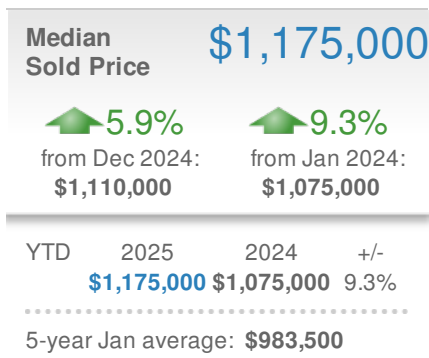 Median $1,175,000
Sold Price
5.9% 9.3%
from Dec 2024: from Jan 2024:
$1,110,000 $1,075,000
YTD 2025 2024 +/-
$1,175,000 $1,075,000 9.3%
5-year Jan average: $983,500